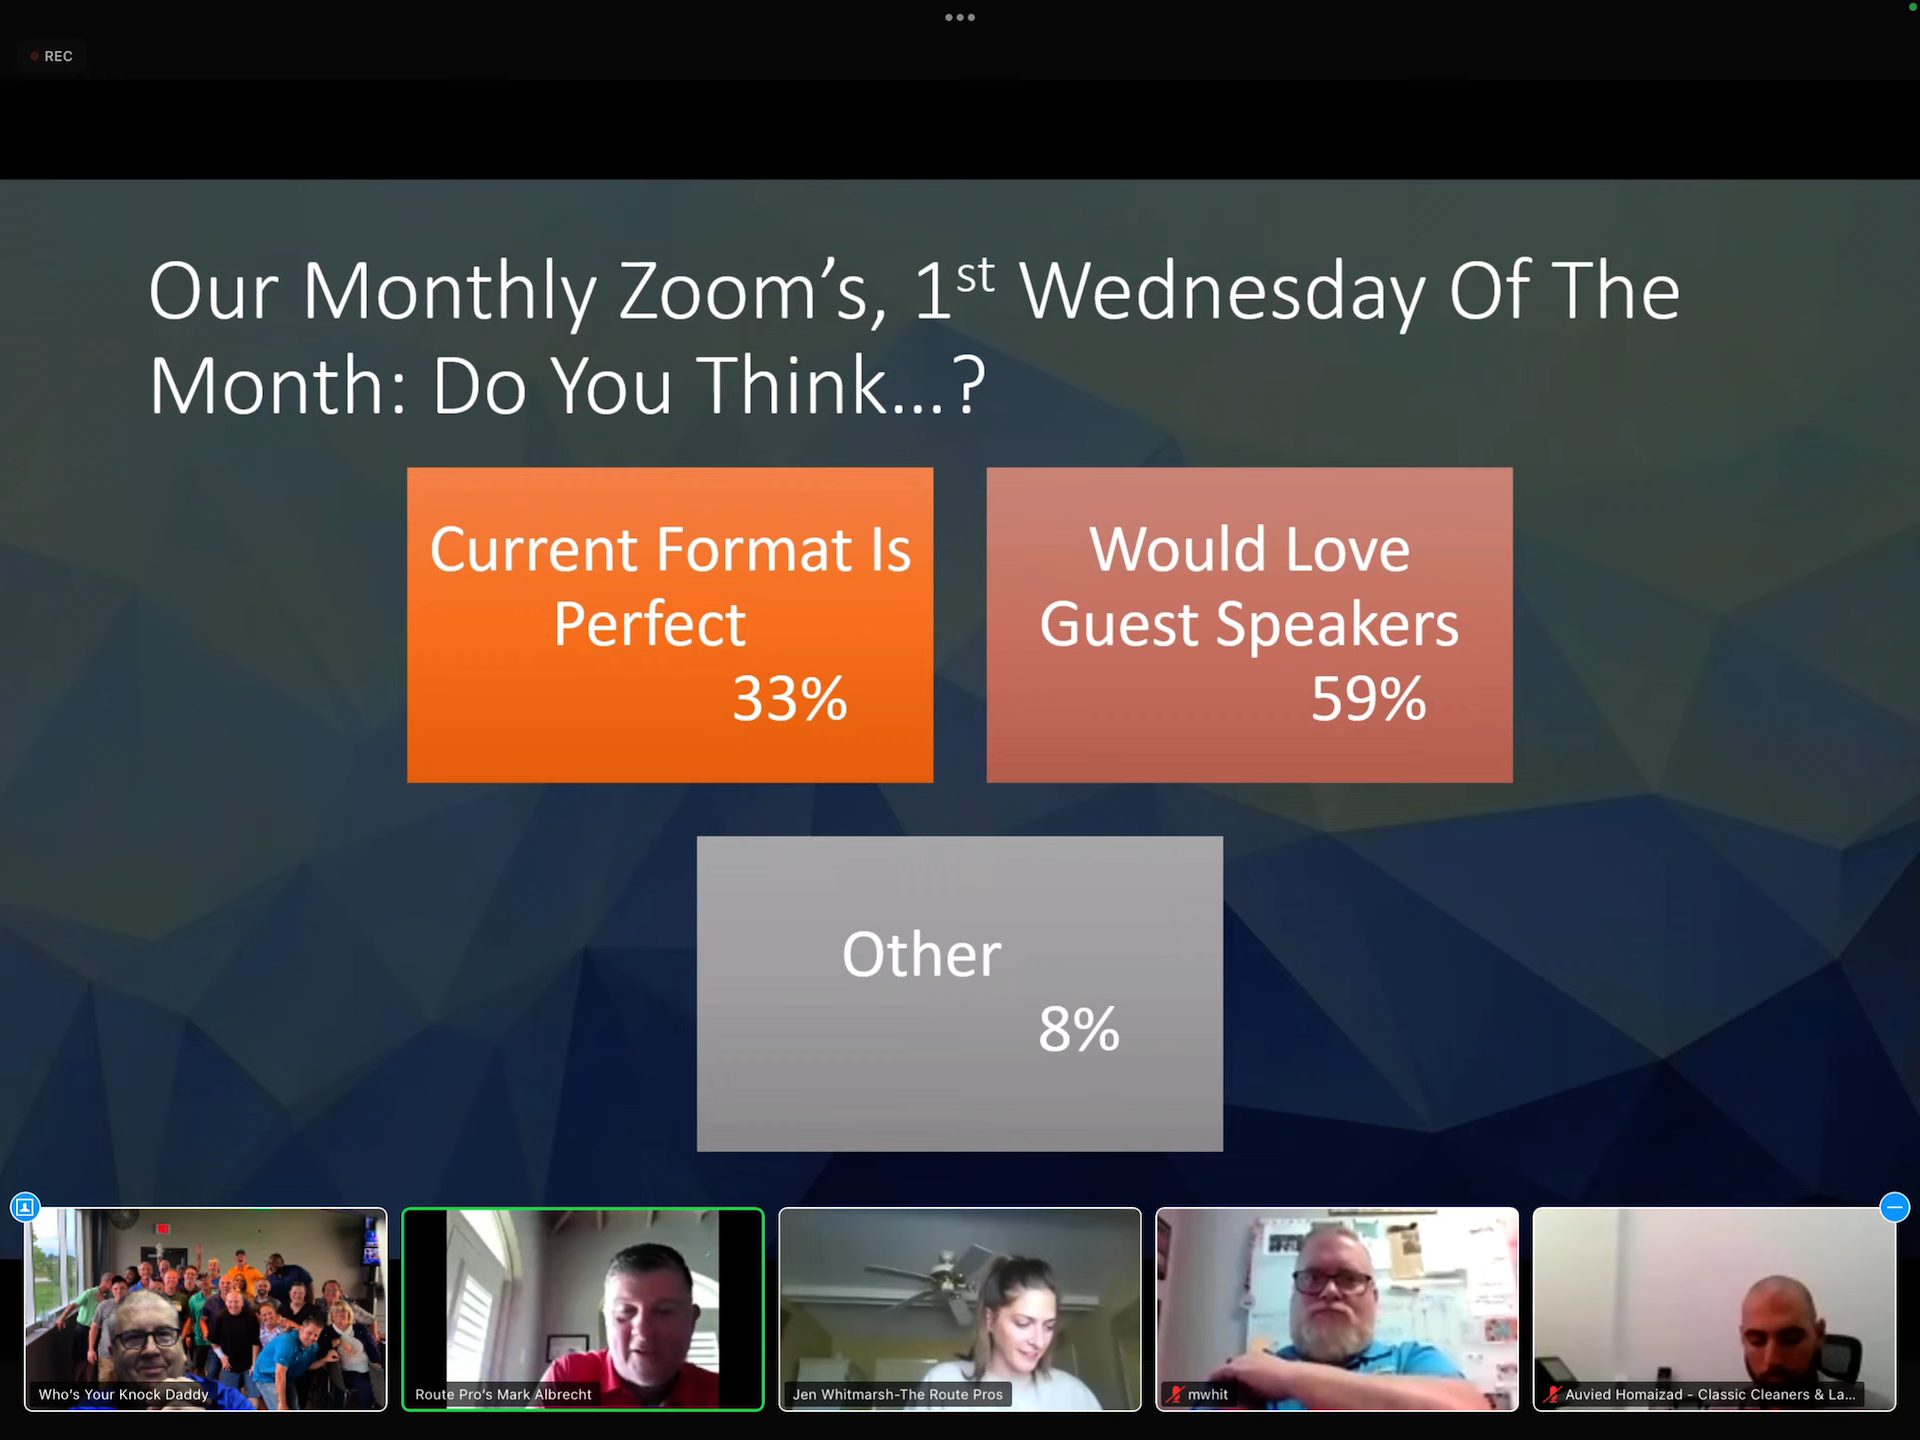 REC
Our Monthly Zoom’s, 1st Wednesday Of The
Month: Do You Think…?
Current Format Is
Perfect
33%
Would Love
Guest Speakers
59%
Other
8%
Who's Your Knock Daddy
Route Pro's Mark Albrecht
Jen Whitmarsh-The Route Pros
mwhit
Auvied Homaizad - Classic Cleaners & La...